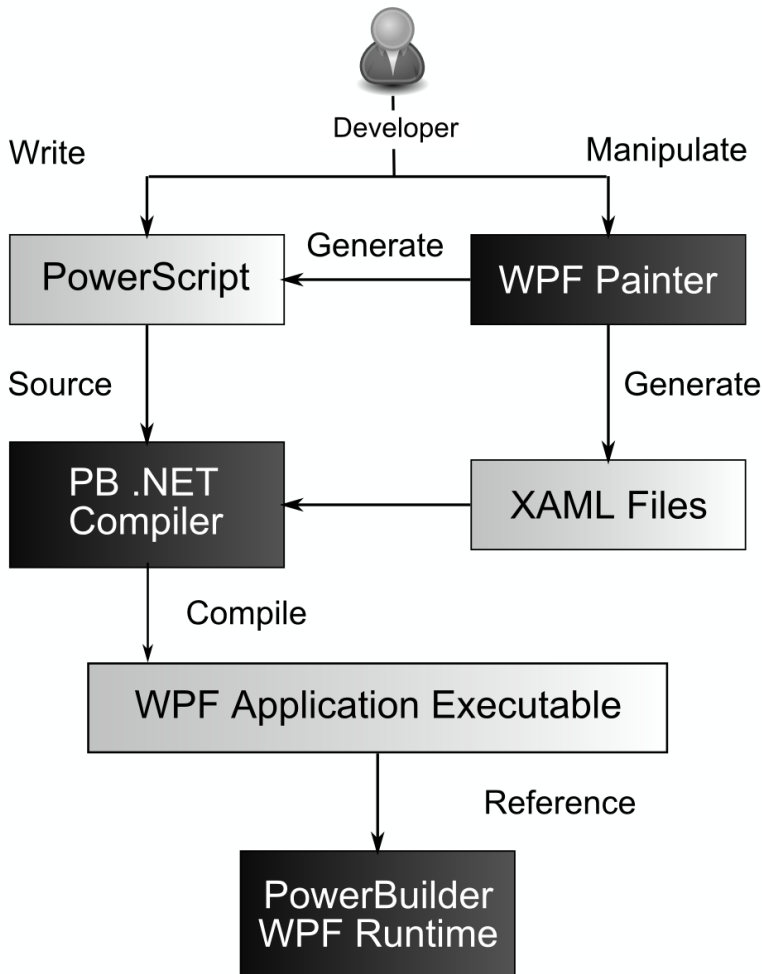 Developer
Write
Manipulate
PowerScript
Generate
WPF Painter
Source
Generate
PB .NET
Compiler
XAML Files
Compile
WPF Application Executable
Reference
PowerBuilder
WPF Runtime